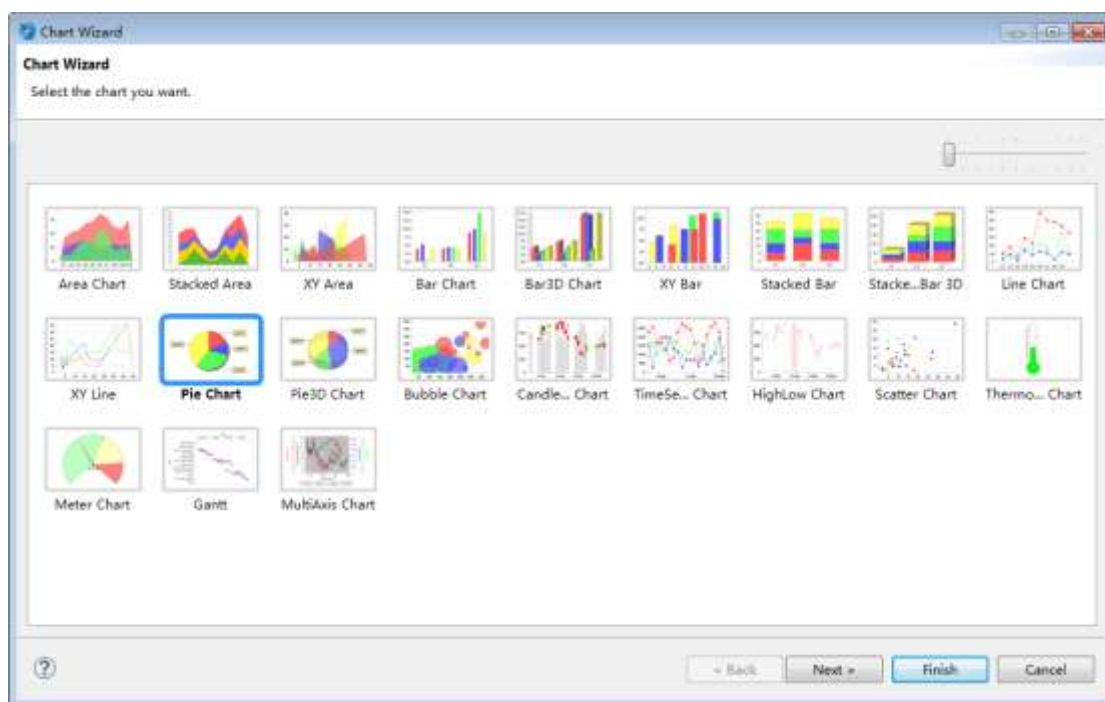 Chart Wizard
Chart Wizard
Select the chart you want.
Area Chart Stacked Area XY Area Bar Chart Bar3D Chart XY Bar Stacked Bar Stacke...Bar 3D Line Chart
XY Line Pie Chart Pie3D Chart Bubble Chart Candle... Chart TimeSe... Chart HighLow Chart Scatter Chart Thermo... Chart
Meter Chart Gantt MultiAxis Chart
< Back Next > Finish Cancel